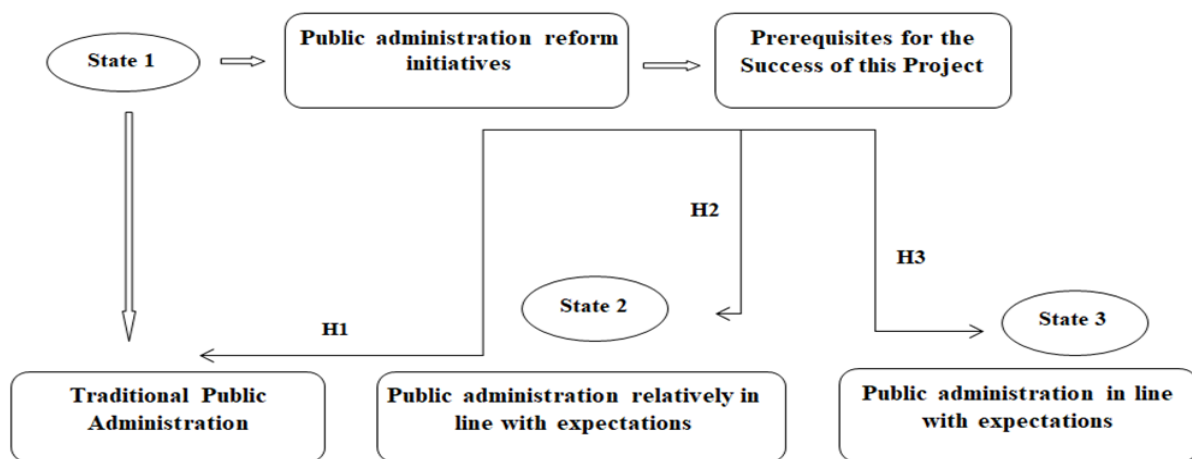 State 1
Public administration reform
initiatives
Prerequisites for the
Success of this Project
H2
H3
State 2
State 3
H1
Traditional Public
Administration
Public administration relatively in
line with expectations
Public administration in line
with expectations